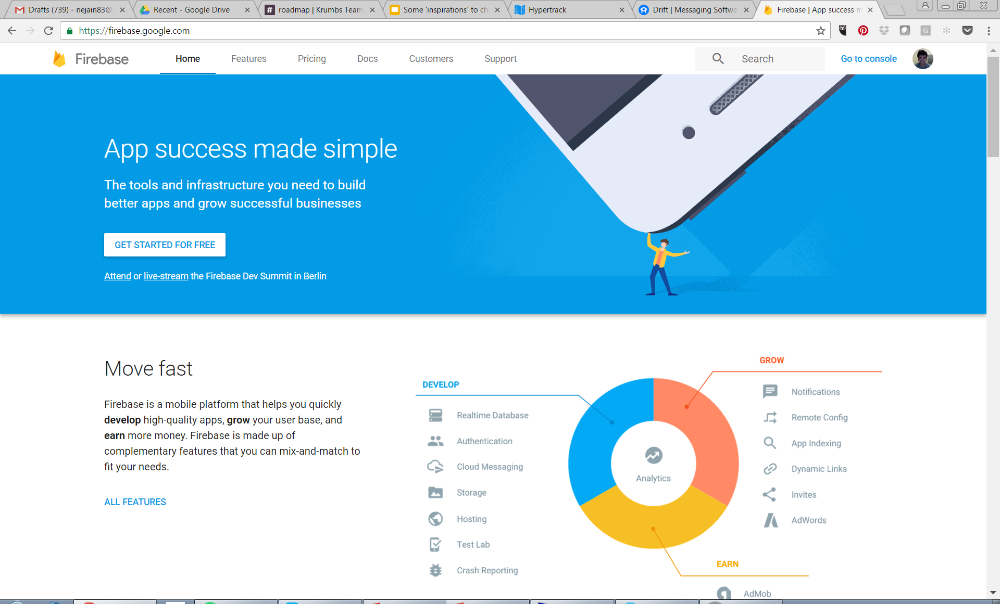 Drafts (739) - nejain83@
Recent - Google Drive
roadmap | Krumbs Team
Some 'inspirations' to ch
Hypertrack
Drift | Messaging Softwa
Firebase | App success m
https://firebase.google.com
Firebase
Home
Features
Pricing
Docs
Customers
Support
Search
Go to console
App success made simple
The tools and infrastructure you need to build
better apps and grow successful businesses
GET STARTED FOR FREE
Attend or live-stream the Firebase Dev Summit in Berlin
Move fast
Firebase is a mobile platform that helps you quickly
develop high-quality apps, grow your user base, and
earn more money. Firebase is made up of
complementary features that you can mix-and-match to
fit your needs.
ALL FEATURES
DEVELOP
Realtime Database
Authentication
Cloud Messaging
Storage
Hosting
Test Lab
Crash Reporting
Analytics
GROW
Notifications
Remote Config
App Indexing
Dynamic Links
Invites
AdWords
EARN
AdMob